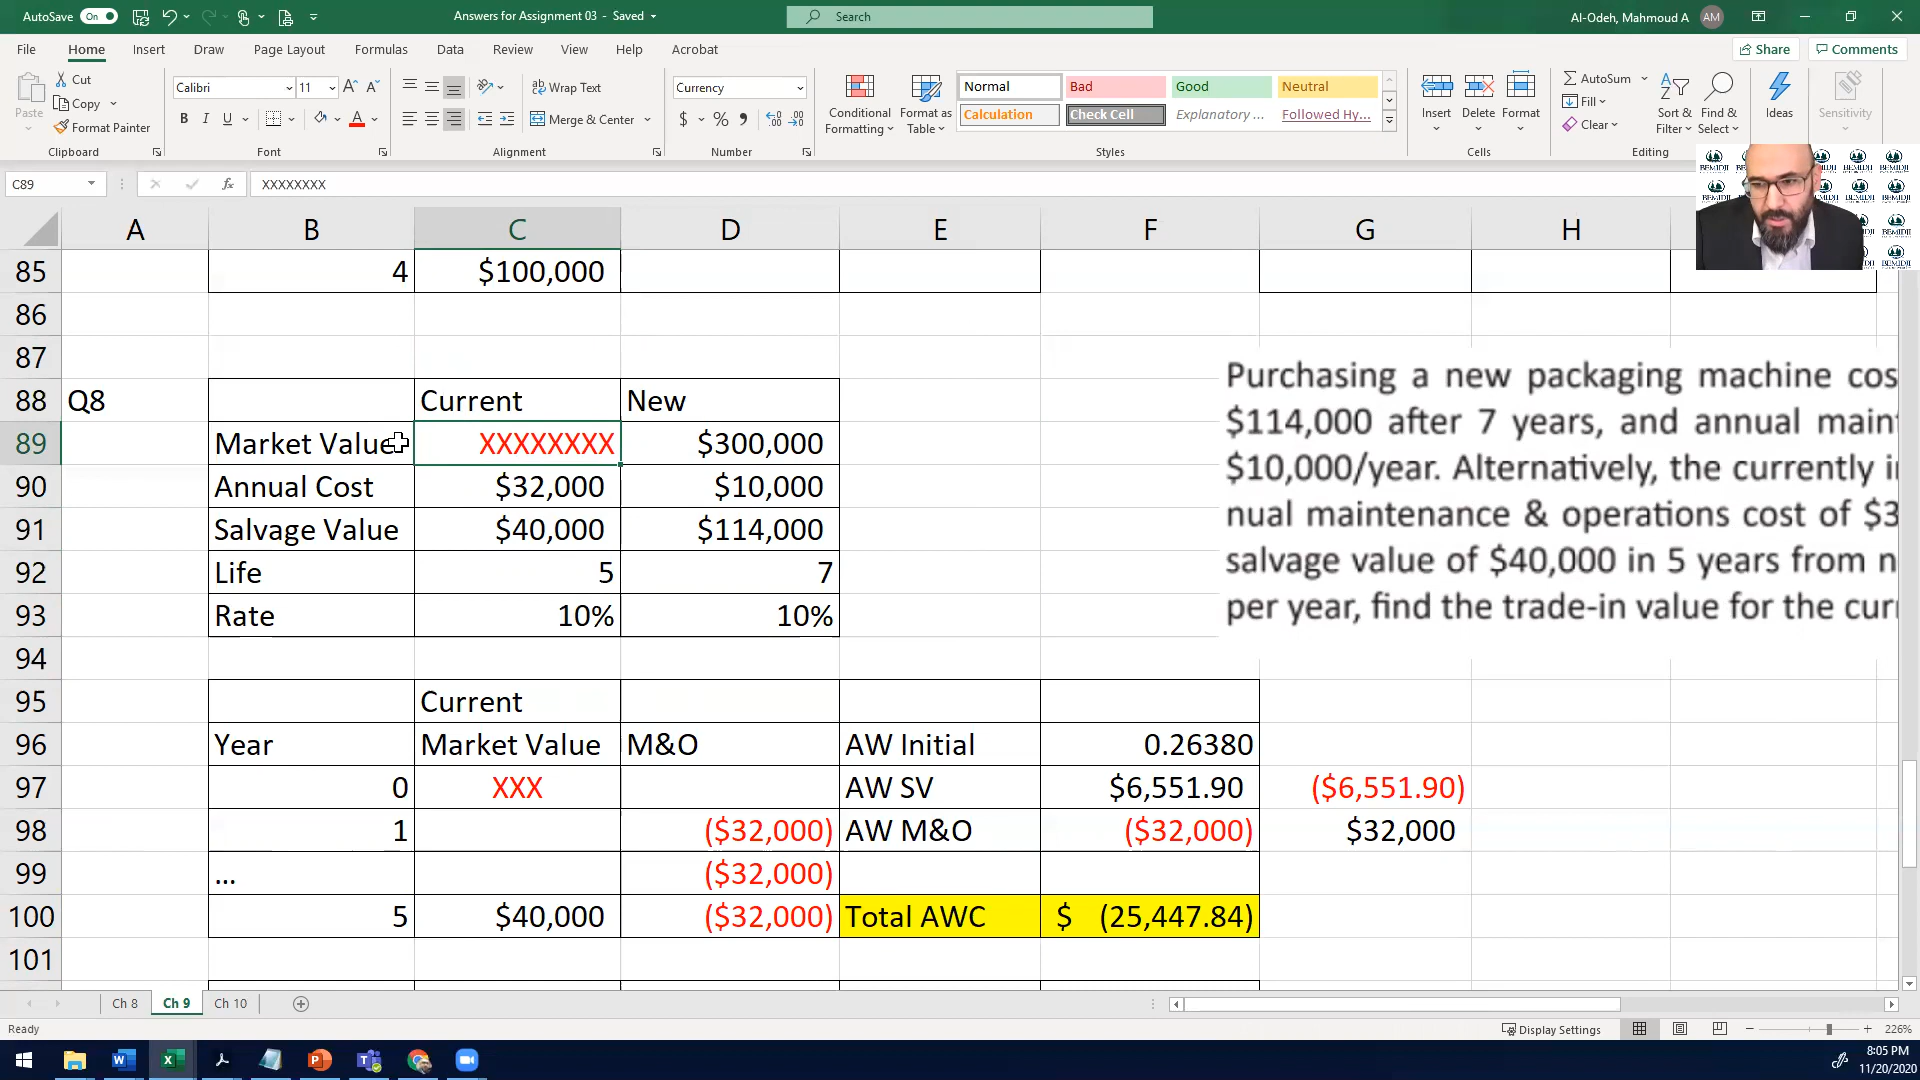 AutoSave On Answers for Assignment 03 - Saved Search Al-Odeh, Mahmoud A AM
File Home Insert Draw Page Layout Formulas Data Review View Help Acrobat Share Comments
Paste Cut Copy Format Painter
Clipboard
Calibri 11
B I U A
Font
Wrap Text
Merge & Center
Alignment
Currency
$ % 9
Number
Conditional Formatting
Format as Table
Normal Bad Good Neutral
Calculation Check Cell Explanatory ... Followed Hy...
Styles
Insert Delete Format
Cells
AutoSum
Fill
Clear
Sort & Filter
Find & Select
Editing
Ideas
Sensitivity
C89 fx XXXXXXXX
A B C D E F G H
85 4 $100,000
86
87
88 Q8 Current New
89 Market Value XXXXXXXX $300,000
90 Annual Cost $32,000 $10,000
91 Salvage Value $40,000 $114,000
92 Life 5 7
93 Rate 10% 10%
94
95 Current
96 Year Market Value M&O AW Initial 0.26380
97 0 XXX AW SV $6,551.90 ($6,551.90)
98 1 ($32,000) AW M&O ($32,000) $32,000
99 ... ($32,000)
100 5 $40,000 ($32,000) Total AWC $ (25,447.84)
101
Purchasing a new packaging machine cos
$114,000 after 7 years, and annual main
$10,000/year. Alternatively, the currently i
nual maintenance & operations cost of $3
salvage value of $40,000 in 5 years from n
per year, find the trade-in value for the cur
BEMIDJI
Ch 8 Ch 9 Ch 10
Ready Display Settings 226%
8:05 PM
11/20/2020